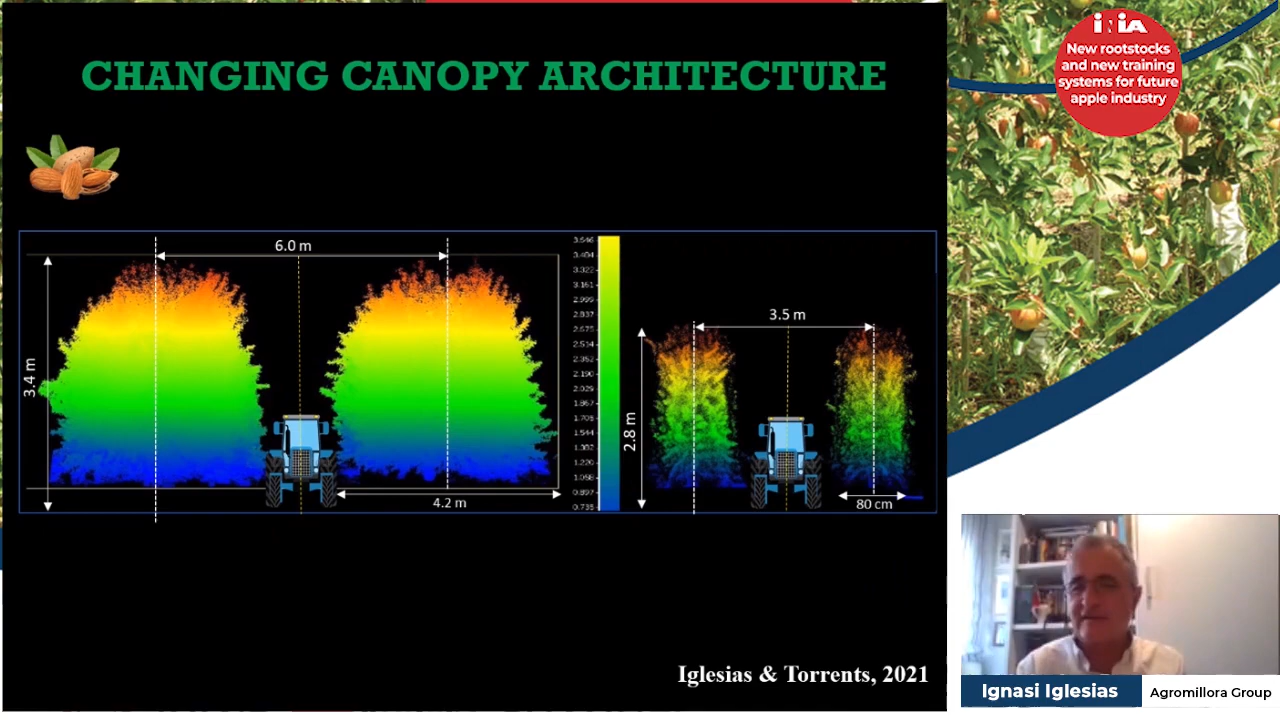 CHANGING CANOPY ARCHITECTURE
iNiA
New rootstocks
and new training
systems for future
apple industry
6.0 m
3.4 m
4.2 m
3.546
3.404
3.322
3.161
2.999
2.837
2.675
2.514
2.352
2.190
2.029
1.867
1.705
1.544
1.382
1.220
1.058
0.897
0.735
3.5 m
2.8 m
80 cm
Iglesias & Torrents, 2021
Ignasi Iglesias
Agromillora Group